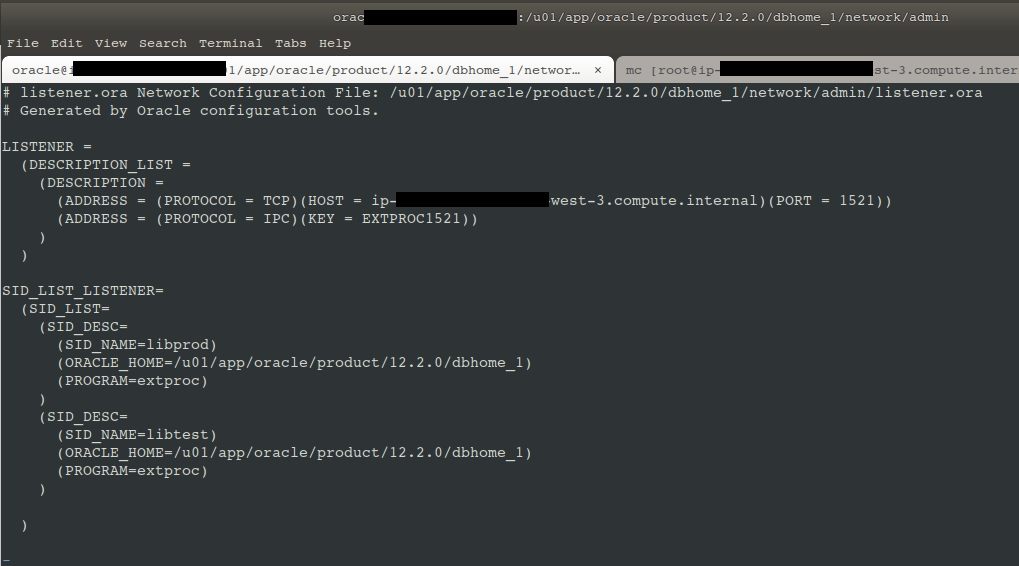 orac :/u01/app/oracle/product/12.2.0/dbhome_1/network/admin
File Edit View Search Terminal Tabs Help
oracle@i 1/app/oracle/product/12.2.0/dbhome_1/networ... × mc [root@ip- st-3.compute.inter
# listener.ora Network Configuration File: /u01/app/oracle/product/12.2.0/dbhome_1/network/admin/listener.ora
# Generated by Oracle configuration tools.

LISTENER =
  (DESCRIPTION_LIST =
    (DESCRIPTION =
      (ADDRESS = (PROTOCOL = TCP)(HOST = ip- west-3.compute.internal)(PORT = 1521))
      (ADDRESS = (PROTOCOL = IPC)(KEY = EXTPROC1521))
    )
  )

SID_LIST_LISTENER=
  (SID_LIST=
    (SID_DESC=
      (SID_NAME=libprod)
      (ORACLE_HOME=/u01/app/oracle/product/12.2.0/dbhome_1)
      (PROGRAM=extproc)
    )
    (SID_DESC=
      (SID_NAME=libtest)
      (ORACLE_HOME=/u01/app/oracle/product/12.2.0/dbhome_1)
      (PROGRAM=extproc)
    )

  )